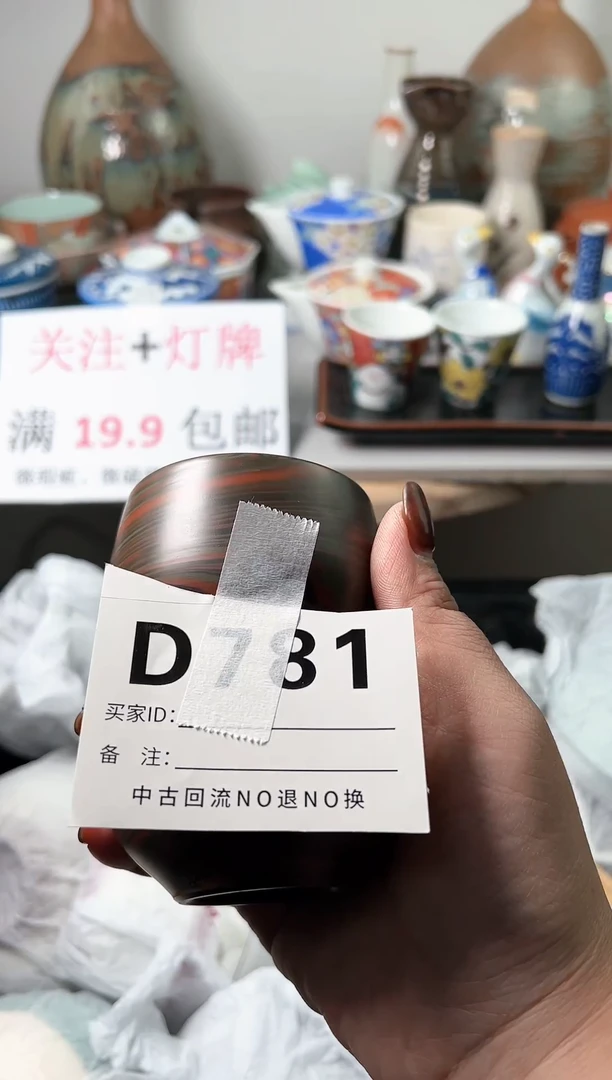 关注+灯牌
满 19.9 包邮
D781
买家ID:
备 注:
中古回流NO退NO换